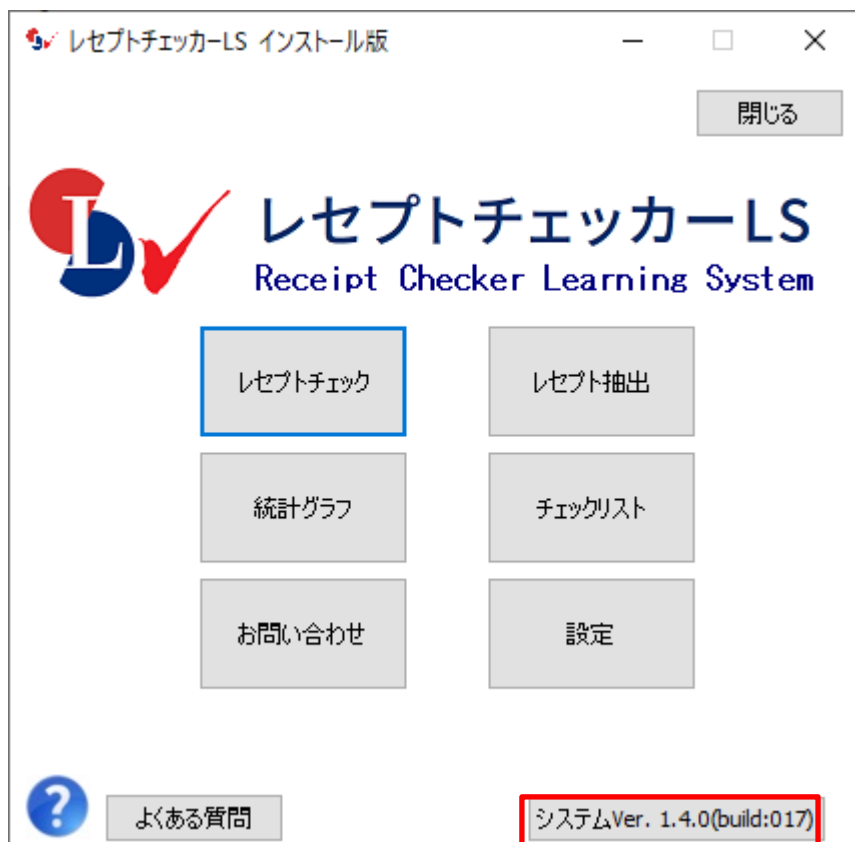 レセプトチェッカーLS インストール版
閉じる
レセプトチェッカーLS
Receipt Checker Learning System
レセプトチェック
レセプト抽出
統計グラフ
チェックリスト
お問い合わせ
設定
よくある質問
システムVer. 1.4.0(build:017)